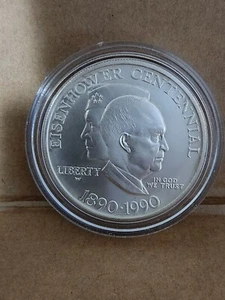 EISENHOWER CENTENNIAL
LIBERTY
IN GOD
WE TRUST
W
1890·1990